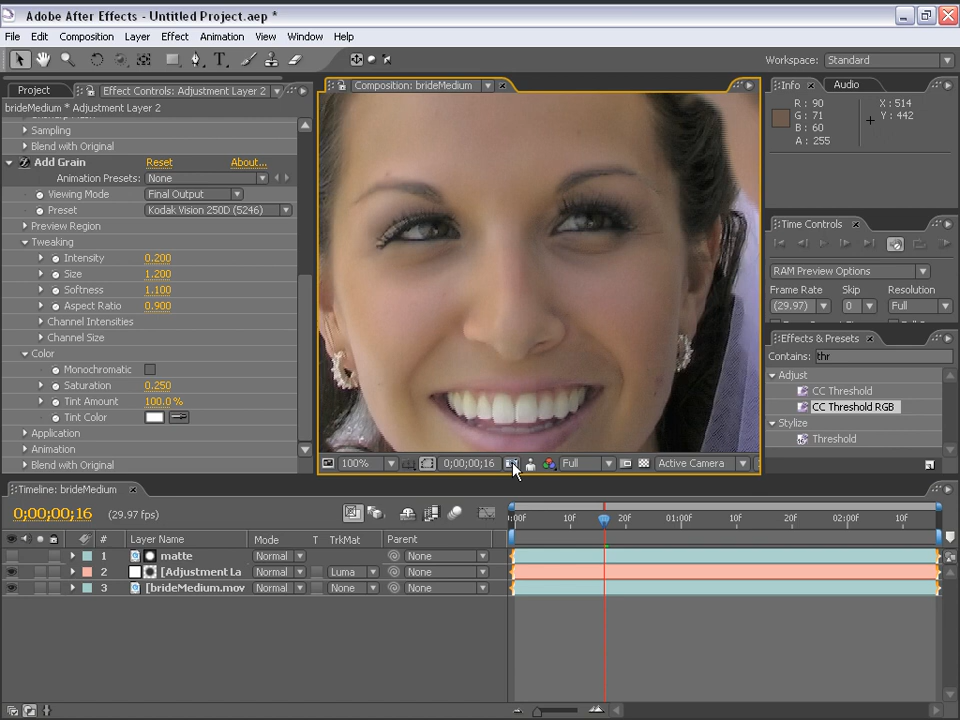 Adobe After Effects - Untitled Project.aep *
File Edit Composition Layer Effect Animation View Window Help
Workspace: Standard
Project Effect Controls: Adjustment Layer 2
brideMedium * Adjustment Layer 2
Sampling
Blend with Original
Add Grain Reset About...
Animation Presets: None
Viewing Mode Final Output
Preset Kodak Vision 250D (5246)
Preview Region
Tweaking
Intensity 0.200
Size 1.200
Softness 1.100
Aspect Ratio 0.900
Channel Intensities
Channel Size
Color
Monochromatic
Saturation 0.250
Tint Amount 100.0 %
Tint Color
Application
Animation
Blend with Original
Composition: brideMedium
100% 0;00;00;16 Full Active Camera
Info Audio
R : 90 X : 514
G : 71 Y : 442
B : 60
A : 255
Time Controls
RAM Preview Options
Frame Rate Skip Resolution
(29.97) 0 Full
Effects & Presets
Contains: thr
Adjust
CC Threshold
CC Threshold RGB
Stylize
Threshold
Timeline: brideMedium
0;00;00;16 (29.97 fps)
:00F 10F 20F 01:00F 10F 20F 02:00F 10F
# Layer Name Mode T TrkMat Parent
1 matte Normal None
2 [Adjustment La Normal Luma None
3 [brideMedium.mov Normal None None